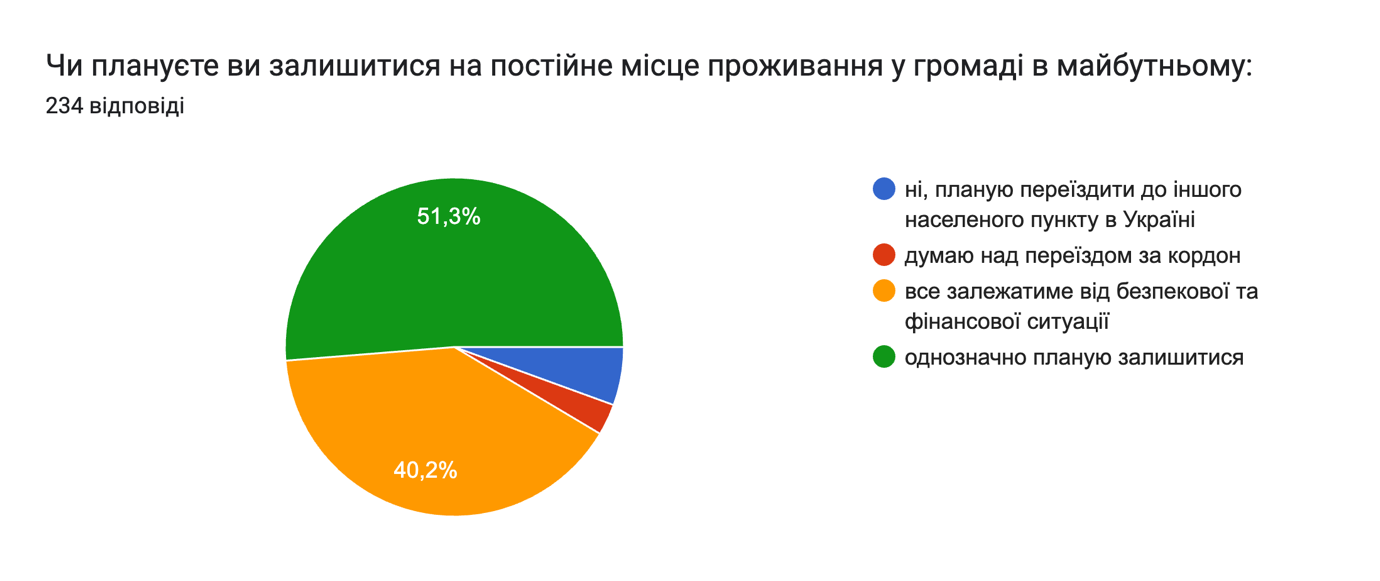 Чи плануєте ви залишитися на постійне місце проживання у громаді в майбутньому:
234 відповіді
51,3%
40,2%
ні, планую переїздити до іншого
населеного пункту в Україні
думаю над переїздом за кордон
все залежатиме від безпекової та
фінансової ситуації
однозначно планую залишитися